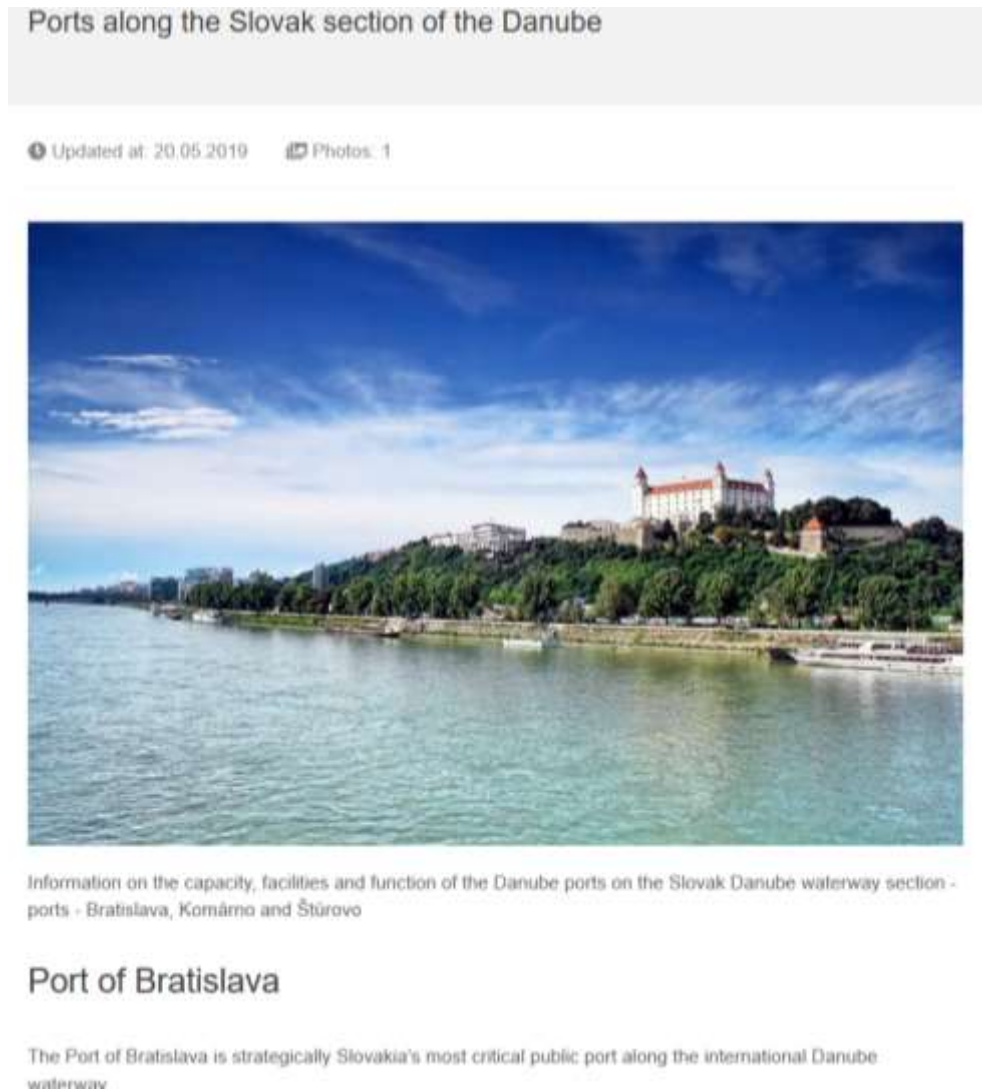 Ports along the Slovak section of the Danube
Updated at: 20.05.2019 Photos: 1
Information on the capacity, facilities and function of the Danube ports on the Slovak Danube waterway section -
ports - Bratislava, Komárno and Štúrovo
Port of Bratislava
The Port of Bratislava is strategically Slovakia's most critical public port along the international Danube
waterway.